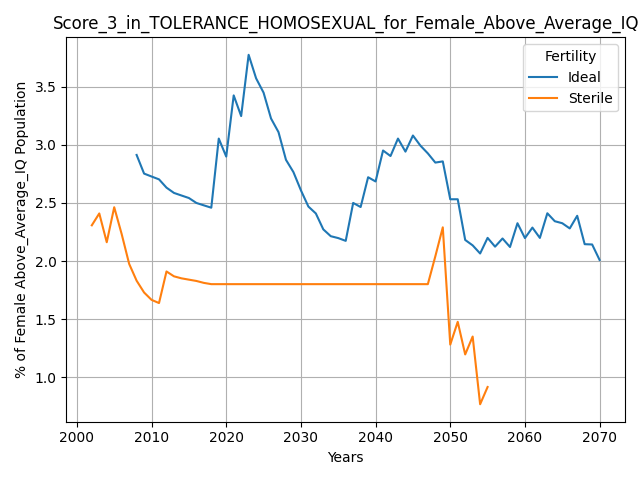 Score_3_in_TOLERANCE_HOMOSEXUAL_for_Female_Above_Average_IQ
Fertility
Ideal
Sterile
% of Female Above_Average_IQ Population
3.5
3.0
2.5
2.0
1.5
1.0
2000 2010 2020 2030 2040 2050 2060 2070
Years